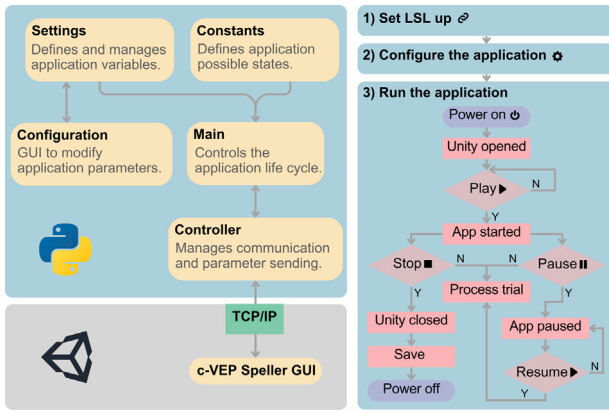 Settings
Defines and manages
application variables.
Constants
Defines application
possible states.
Configuration
GUI to modify
application parameters.
Main
Controls the
application life cycle.
Controller
Manages communication
and parameter sending.
TCP/IP
c-VEP Speller GUI
1) Set LSL up
2) Configure the application
3) Run the application
Power on
Unity opened
Play
N
Y
App started
Stop
N
N
Pause
Process trial
Y
Y
Unity closed
App paused
Save
Resume
N
Y
Power off